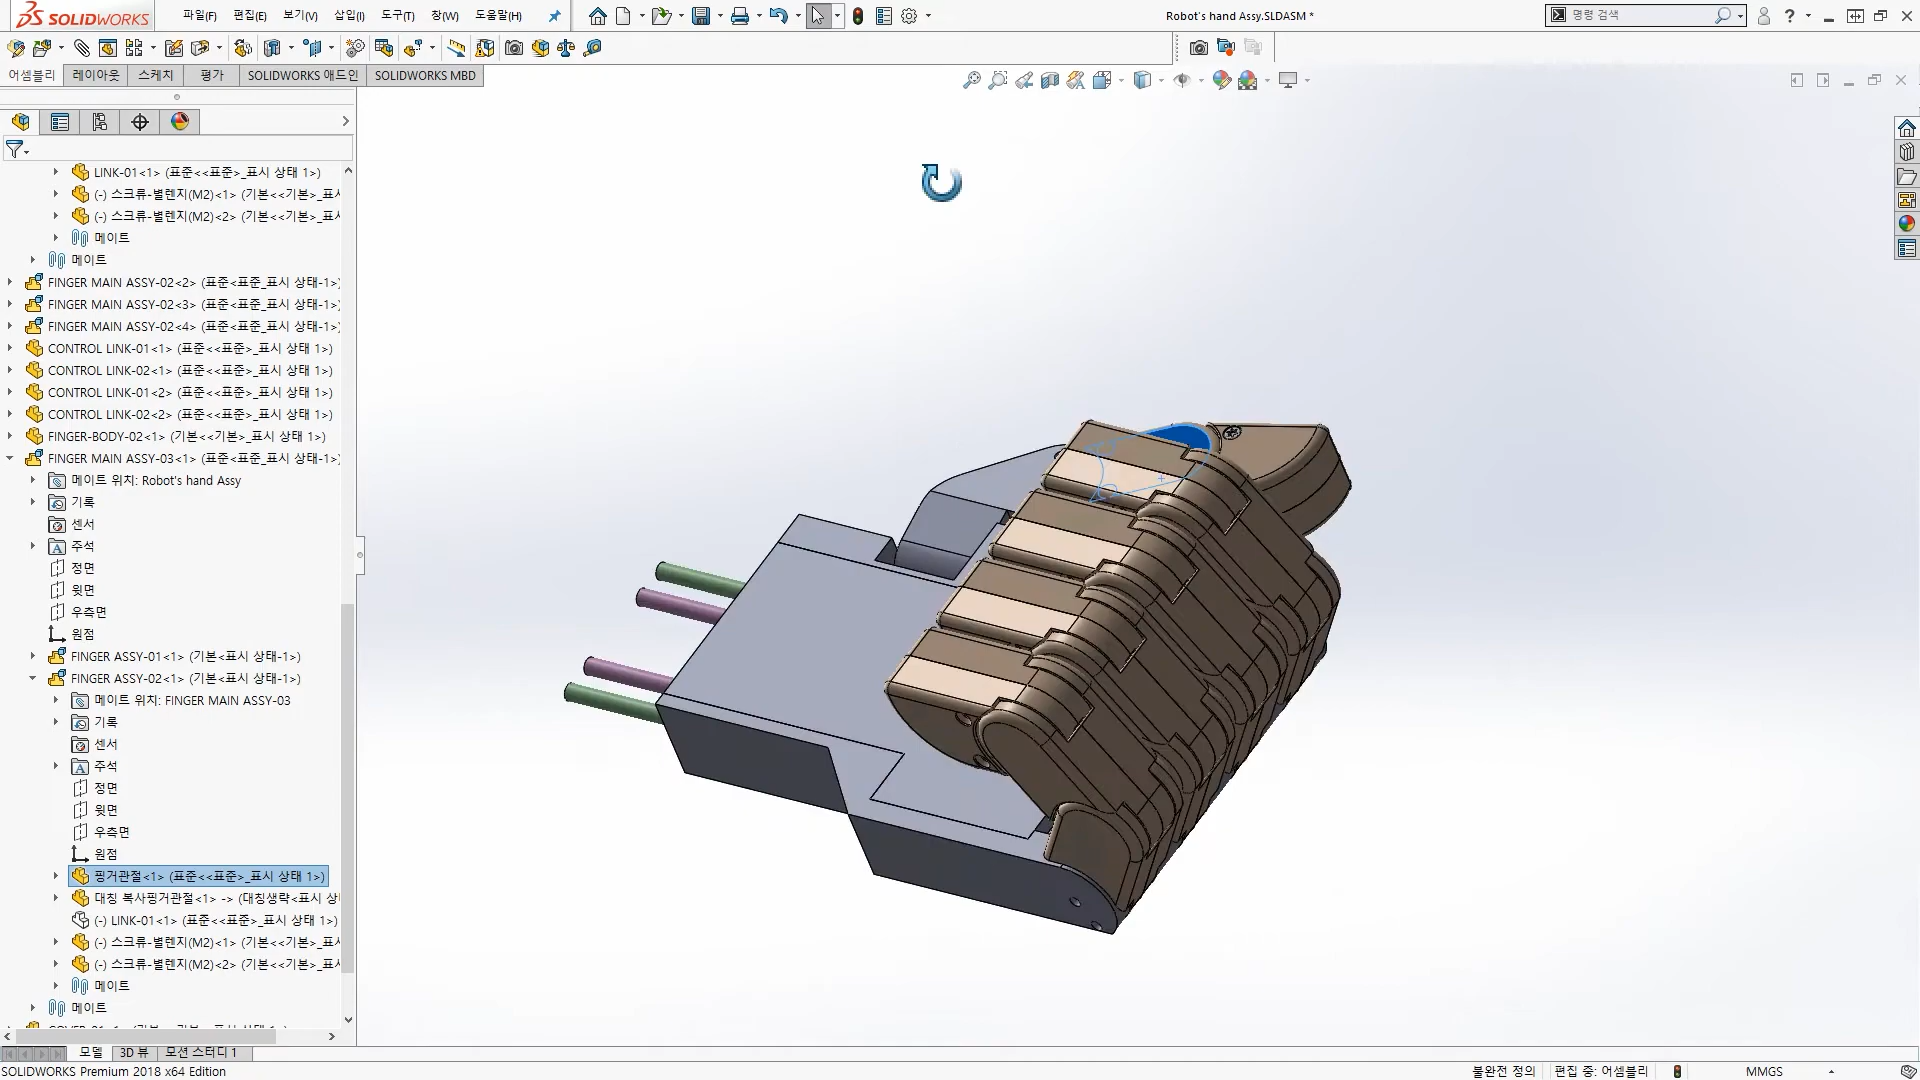 SOLIDWORKS
파일(F) 편집(E) 보기(V) 삽입(I) 도구(T) 창(W) 도움말(H)
Robot's hand Assy.SLDASM *
명령 검색
어셈블리 레이아웃 스케치 평가 SOLIDWORKS 애드인 SOLIDWORKS MBD
LINK-01<1> (표준<<표준>_표시 상태 1>)
(-) 스크류-별렌지(M2)<1> (기본<<기본>_표시
(-) 스크류-별렌지(M2)<2> (기본<<기본>_표시
메이트
메이트
FINGER MAIN ASSY-02<2> (표준<표준_표시 상태-1>)
FINGER MAIN ASSY-02<3> (표준<표준_표시 상태-1>)
FINGER MAIN ASSY-02<4> (표준<표준_표시 상태-1>)
CONTROL LINK-01<1> (표준<<표준>_표시 상태 1>)
CONTROL LINK-02<1> (표준<<표준>_표시 상태 1>)
CONTROL LINK-01<2> (표준<<표준>_표시 상태 1>)
CONTROL LINK-02<2> (표준<<표준>_표시 상태 1>)
FINGER-BODY-02<1> (기본<<기본>_표시 상태 1>)
FINGER MAIN ASSY-03<1> (표준<표준_표시 상태-1>)
메이트 위치: Robot's hand Assy
기록
센서
주석
정면
윗면
우측면
원점
FINGER ASSY-01<1> (기본<표시 상태-1>)
FINGER ASSY-02<1> (기본<표시 상태-1>)
메이트 위치: FINGER MAIN ASSY-03
기록
센서
주석
정면
윗면
우측면
원점
핑거관절<1> (표준<<표준>_표시 상태 1>)
대칭 복사핑거관절<1> -> (대칭생략<표시 상
(-) LINK-01<1> (표준<<표준>_표시 상태 1>)
(-) 스크류-별렌지(M2)<1> (기본<<기본>_표시
(-) 스크류-별렌지(M2)<2> (기본<<기본>_표시
메이트
메이트
모델 3D 뷰 모션 스터디 1
SOLIDWORKS Premium 2018 x64 Edition
불완전 정의 편집 중: 어셈블리 MMGS